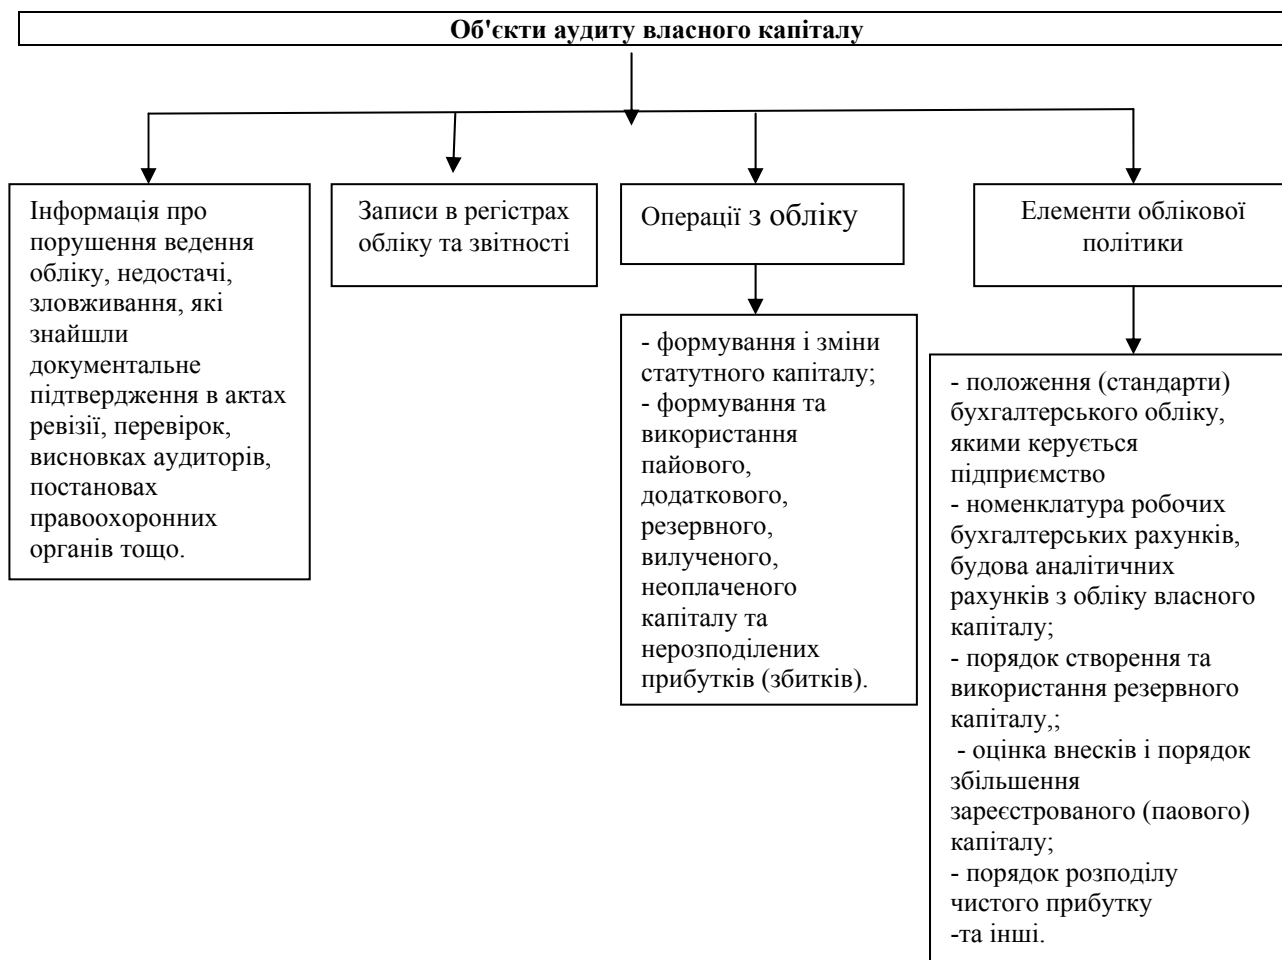 Об'єкти аудиту власного капіталу
Інформація про
порушення ведення
обліку, недостачі,
зловживання, які
знайшли
документальне
підтвердження в актах
ревізії, перевірок,
висновках аудиторів,
постановах
правоохоронних
органів тощо.
Записи в регістрах
обліку та звітності
Операції з обліку
- формування і зміни
статутного капіталу;
- формування та
використання
пайового,
додаткового,
резервного,
вилученого,
неоплаченого
капіталу та
нерозподілених
прибутків (збитків).
Елементи облікової
політики
- положення (стандарти)
бухгалтерського обліку,
якими керується
підприємство
- номенклатура робочих
бухгалтерських рахунків,
будова аналітичних
рахунків з обліку власного
капіталу;
- порядок створення та
використання резервного
капіталу,;
- оцінка внесків і порядок
збільшення
зареєстрованого (паового)
капіталу;
- порядок розподілу
чистого прибутку
-та інші.